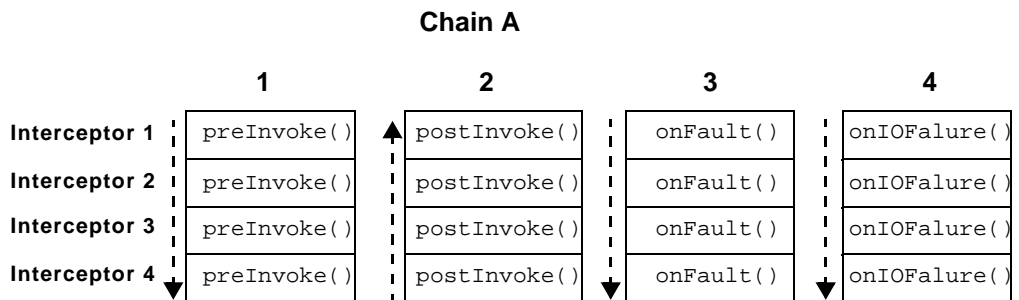 Chain A
1 2 3 4
Interceptor 1 preInvoke() postInvoke() onFault() onIOFalure()
Interceptor 2 preInvoke() postInvoke() onFault() onIOFalure()
Interceptor 3 preInvoke() postInvoke() onFault() onIOFalure()
Interceptor 4 preInvoke() postInvoke() onFault() onIOFalure()